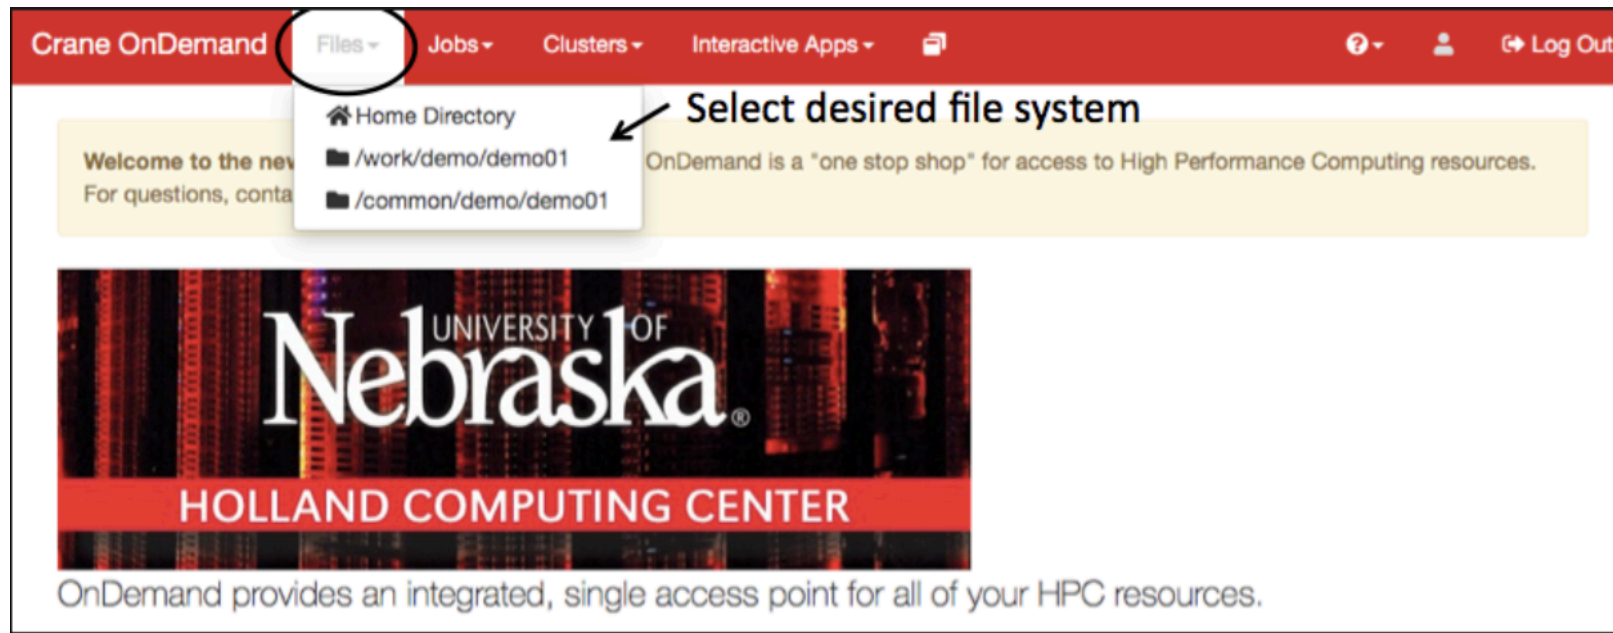 Crane OnDemand Files Jobs Clusters Interactive Apps ? Log Out
Select desired file system
Home Directory
/work/demo/demo01
/common/demo/demo01
Welcome to the new OnDemand is a "one stop shop" for access to High Performance Computing resources.
For questions, conta
UNIVERSITY OF
Nebraska®
HOLLAND COMPUTING CENTER
OnDemand provides an integrated, single access point for all of your HPC resources.